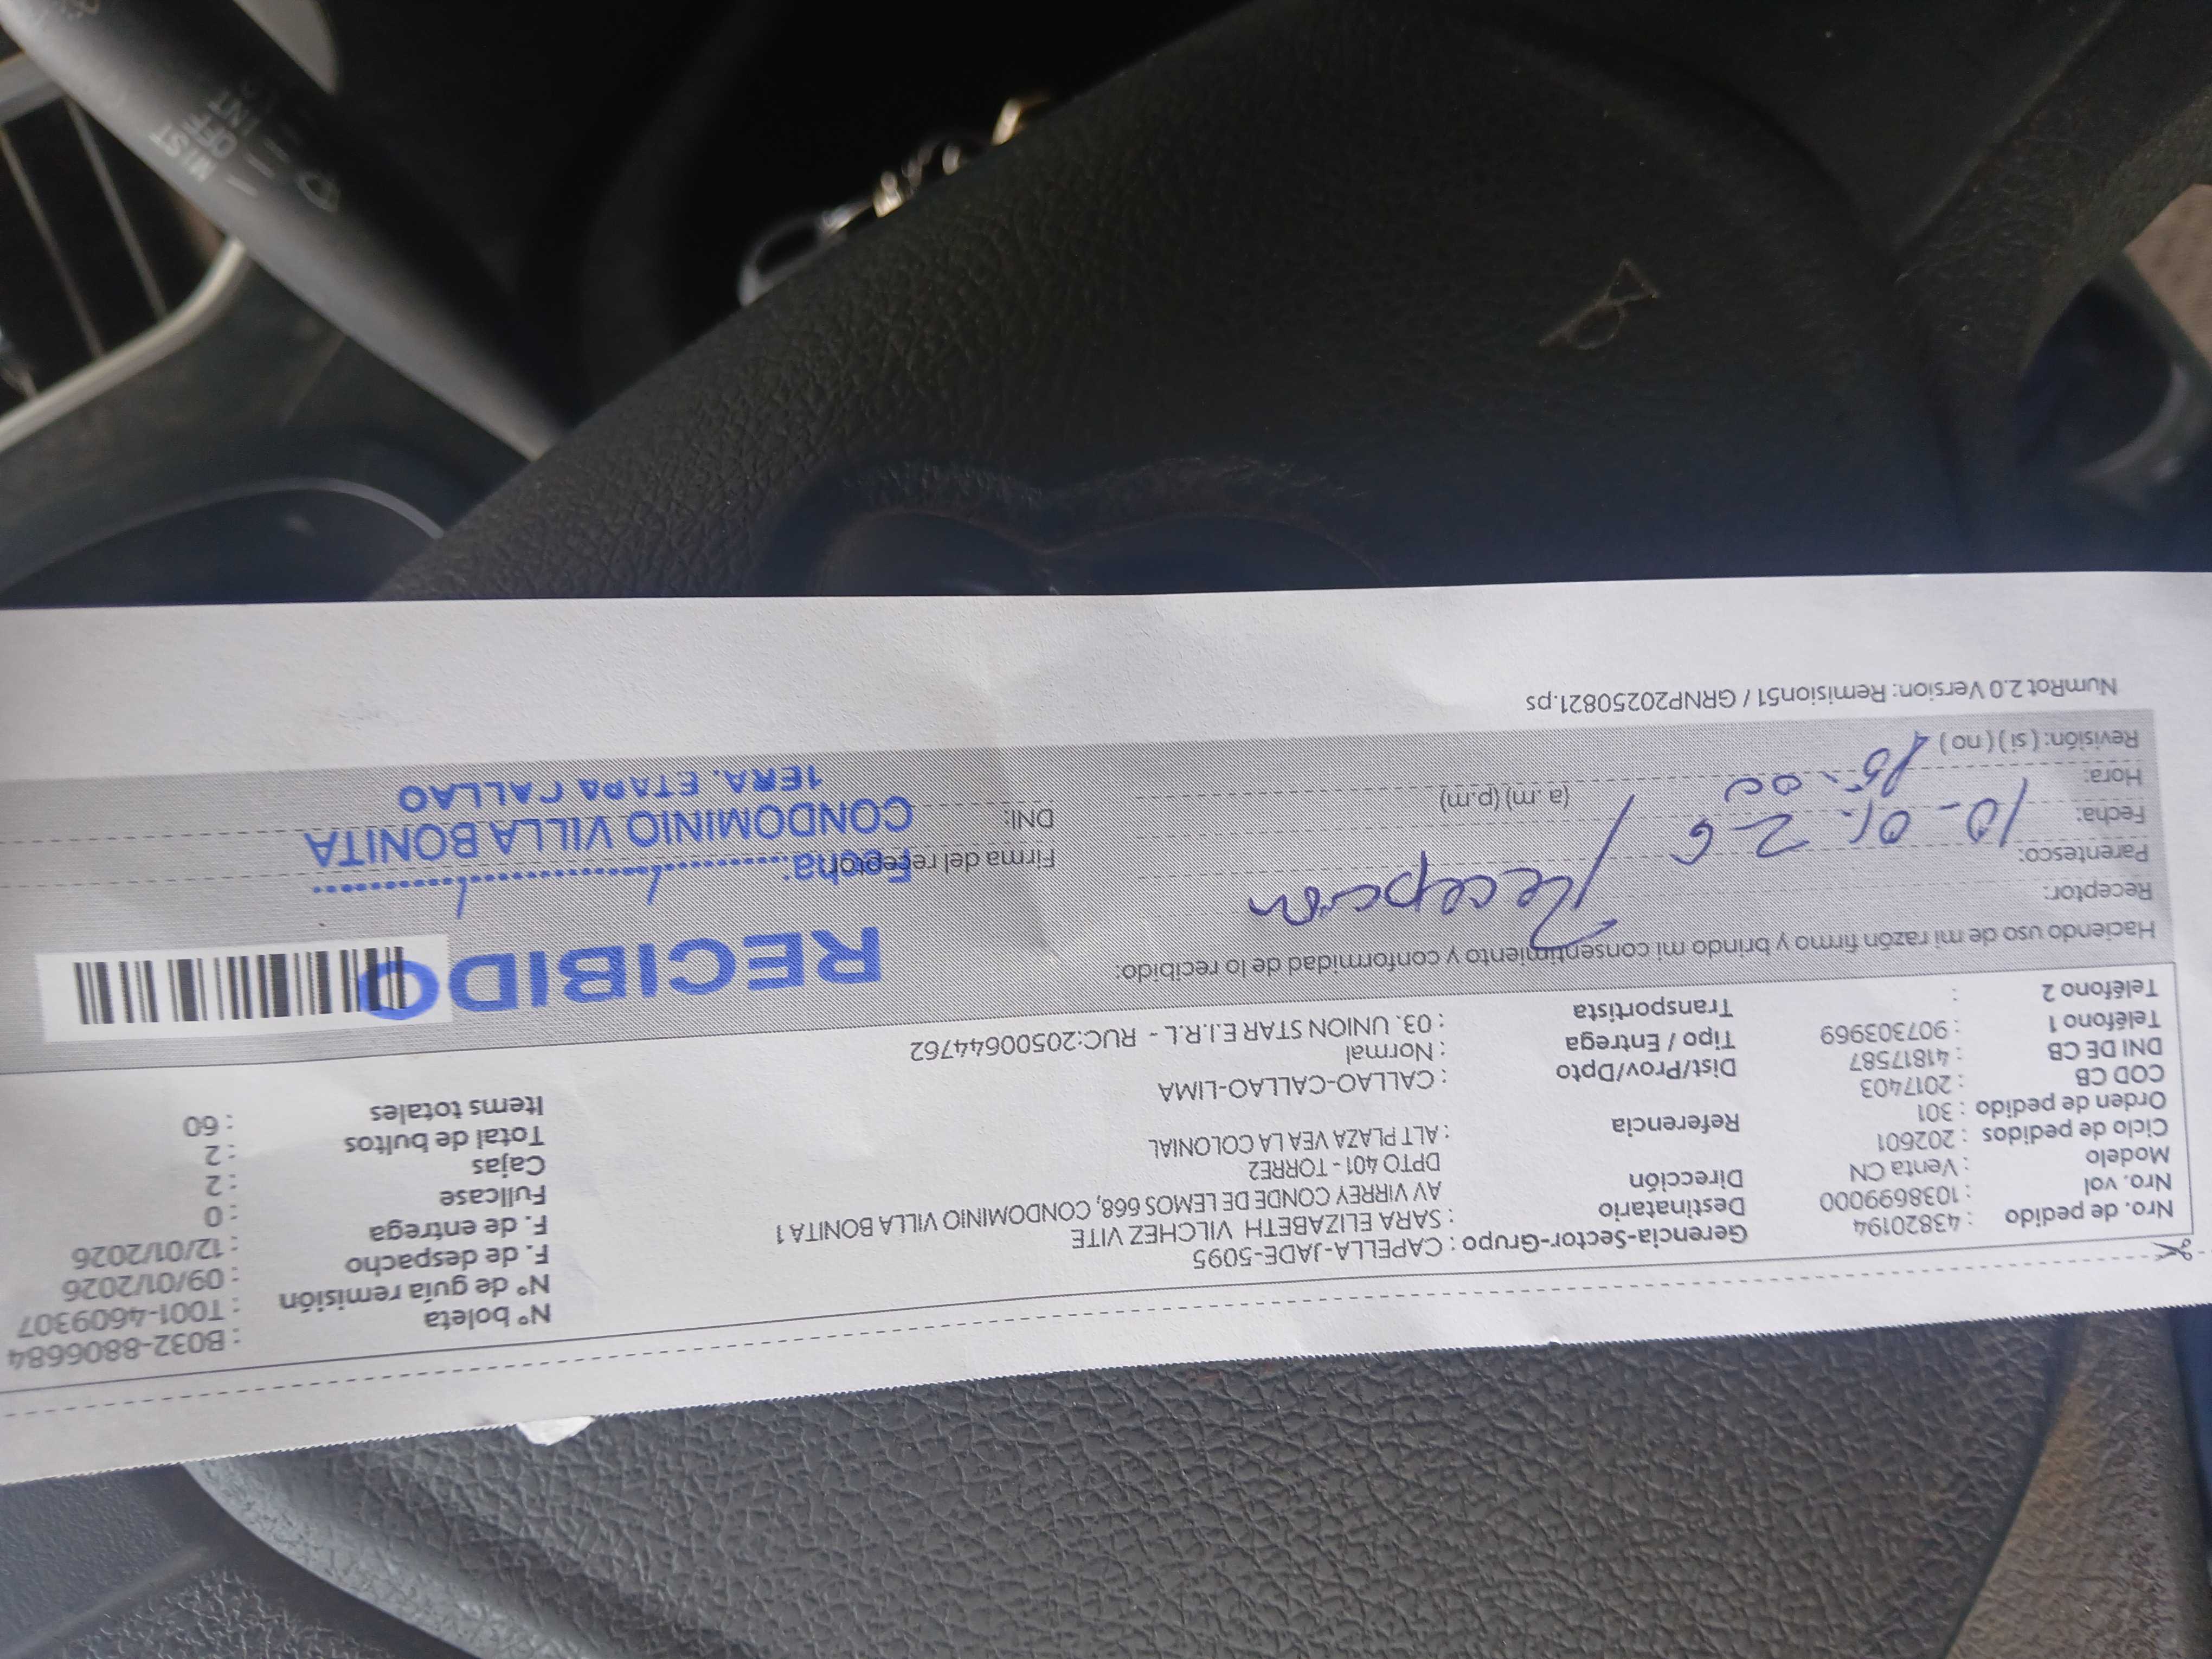 Nro. de pedido : 43820194
Nro. vol : 1038699000
Modelo : Venta CN
Ciclo de pedidos : 202601
Orden de pedido : 301
COD CB : 2017403
DNI DE CB : 41817587
Teléfono 1 : 907303969
Teléfono 2 :
Gerencia-Sector-Grupo : CAPELLA-JADE-5095
Destinatario : SARA ELIZABETH VILCHEZ VITE
Dirección AV VIRREY CONDE DE LEMOS 668, CONDOMINIO VILLA BONITA 1
DPTO 401 - TORRE2
Referencia : ALT PLAZA VEA LA COLONIAL
Dist/Prov/Dpto : CALLAO-CALLAO-LIMA
Tipo / Entrega : Normal
Transportista : 03. UNION STAR E.I.R.L - RUC:20500644762
N° boleta : B032-8806684
N° de guía remisión : T001-4609307
F. de despacho : 09/01/2026
F. de entrega : 12/01/2026
Fullcase : 0
Cajas : 2
Total de bultos : 2
Items totales : 60
Haciendo uso de mi razón firmo y brindo mi consentimiento y conformidad de lo recibido:
Receptor: Recepción
Parentesco:
Fecha: 10-01-26
Hora: 15:00 (a.m) (p.m)
Revisión: (si) (no)
Firma del receptor:
DNI:
RECIBIDO
Fecha:....../....../......
CONDOMINIO VILLA BONITA
1ERA. ETAPA CALLAO
NumRot 2.0 Version: Remision51 / GRNP20250821.ps
MIST
OFF
INT